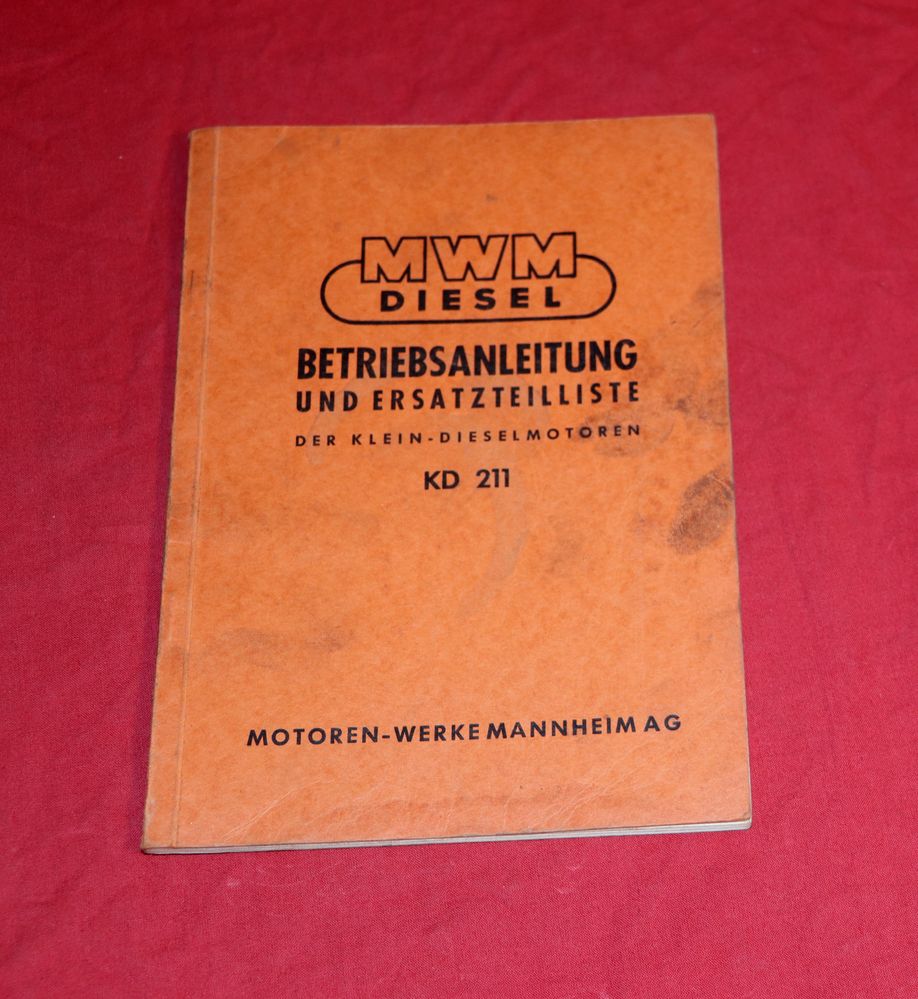 MWM
DIESEL
BETRIEBSANLEITUNG
UND ERSATZTEILLISTE
DER KLEIN-DIESELMOTOREN
KD 211
MOTOREN-WERKE MANNHEIM AG